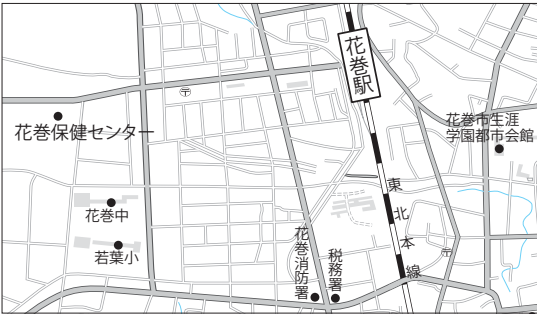 花巻駅
花巻市生涯
学園都市会館
花巻保健センター
東北本線
花巻中
若葉小
花巻消防署
税務署